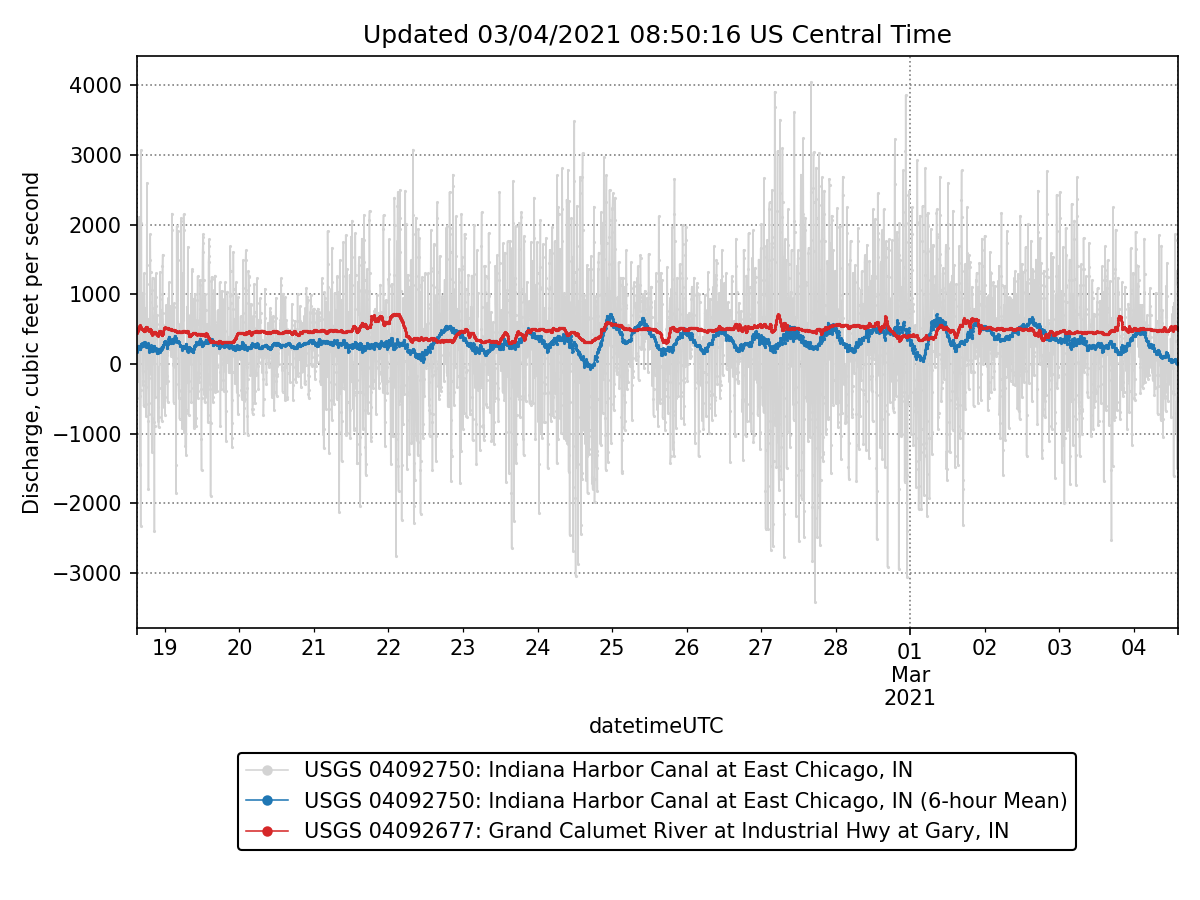 Updated 03/04/2021 08:50:16 US Central Time
4000
3000
2000
1000
0
−1000
−2000
−3000
Discharge, cubic feet per second
19 20 21 22 23 24 25 26 27 28 01 02 03 04
Mar
2021
datetimeUTC
USGS 04092750: Indiana Harbor Canal at East Chicago, IN
USGS 04092750: Indiana Harbor Canal at East Chicago, IN (6-hour Mean)
USGS 04092677: Grand Calumet River at Industrial Hwy at Gary, IN